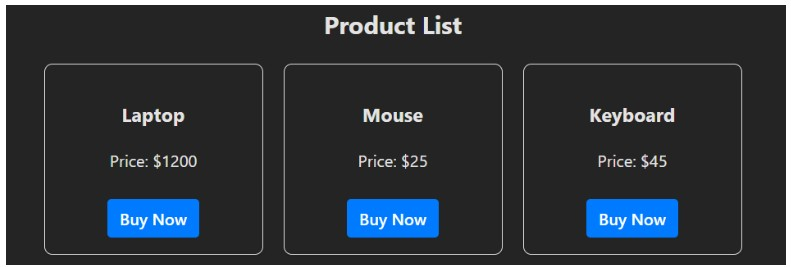 Product List
Laptop
Price: $1200
Buy Now
Mouse
Price: $25
Buy Now
Keyboard
Price: $45
Buy Now